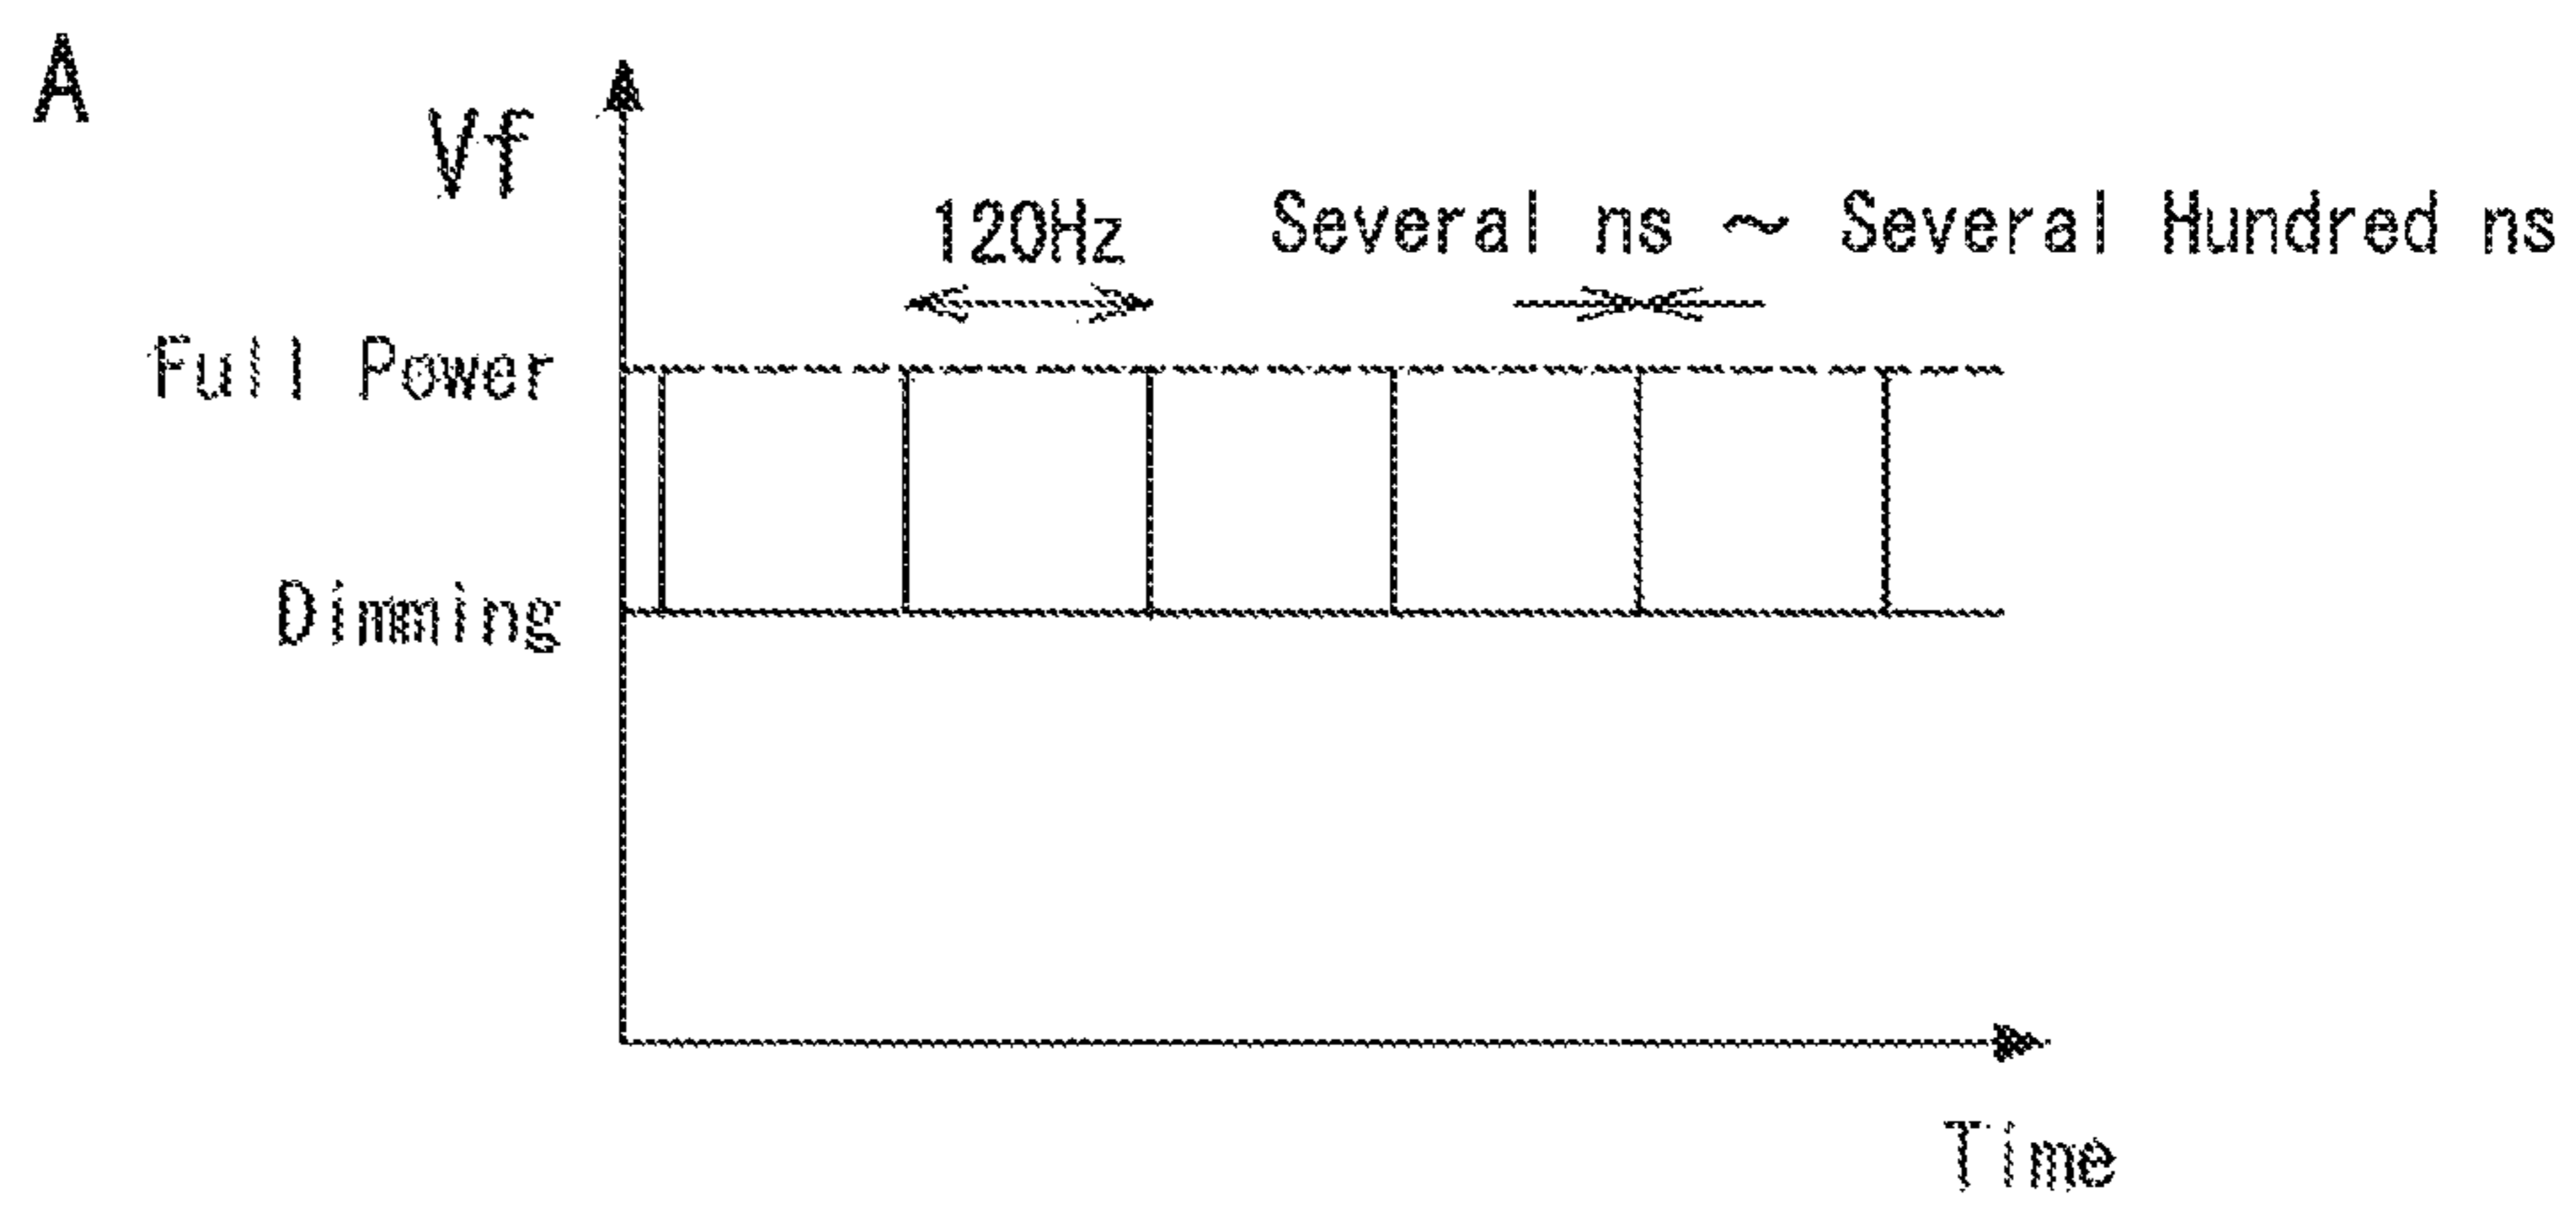 A
Vf
120Hz
Several ns ~ Several Hundred ns
Full Power
Dimming
Time